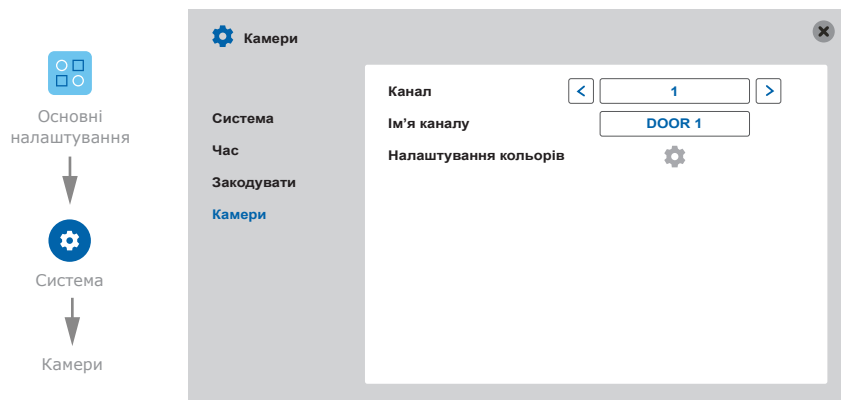 Основні
налаштування
Система
Камери
Камери
Система
Час
Закодувати
Камери
Канал
< 1 >
Ім’я каналу
DOOR 1
Налаштування кольорів